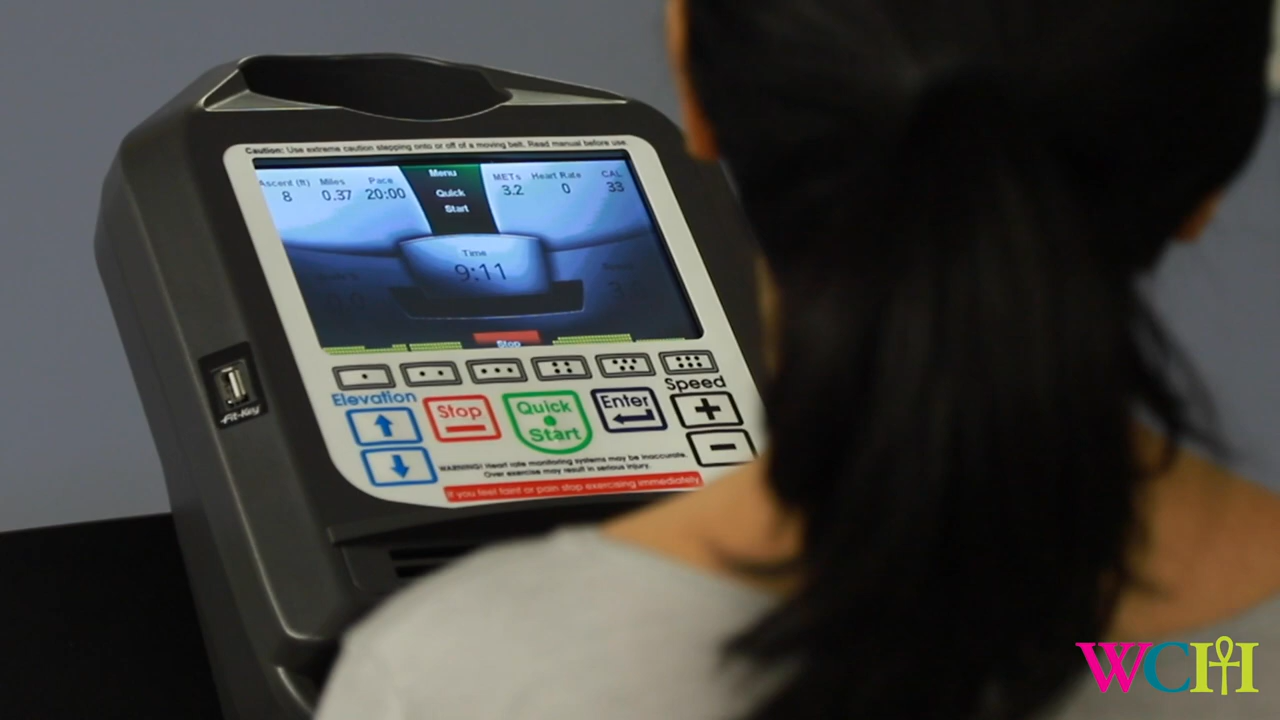 Caution: Use extreme caution stepping onto or off of a moving belt. Read manual before use.
Ascent (ft) Miles Pace Menu METs Heart Rate CAL
8 0.37 20:00 Quick Start 3.2 0 33
Time
9:11
Stop
Elevation
Speed
Stop
Quick Start
Enter
Fit-Key
WARNING! Heart rate monitoring systems may be inaccurate.
Over exercise may result in serious injury.
If you feel faint or pain stop exercising immediately
WCH